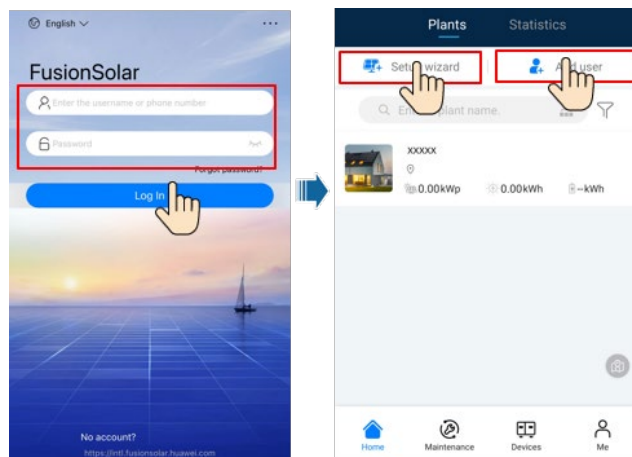 English
FusionSolar
Enter the username or phone number
Password
Forgot password?
Log In
No account?
https://intl.fusionsolar.huawei.com
Plants Statistics
Setup wizard Add user
Enter plant name.
xxxxx
0.00kWp 0.00kWh --kWh
Home Maintenance Devices Me